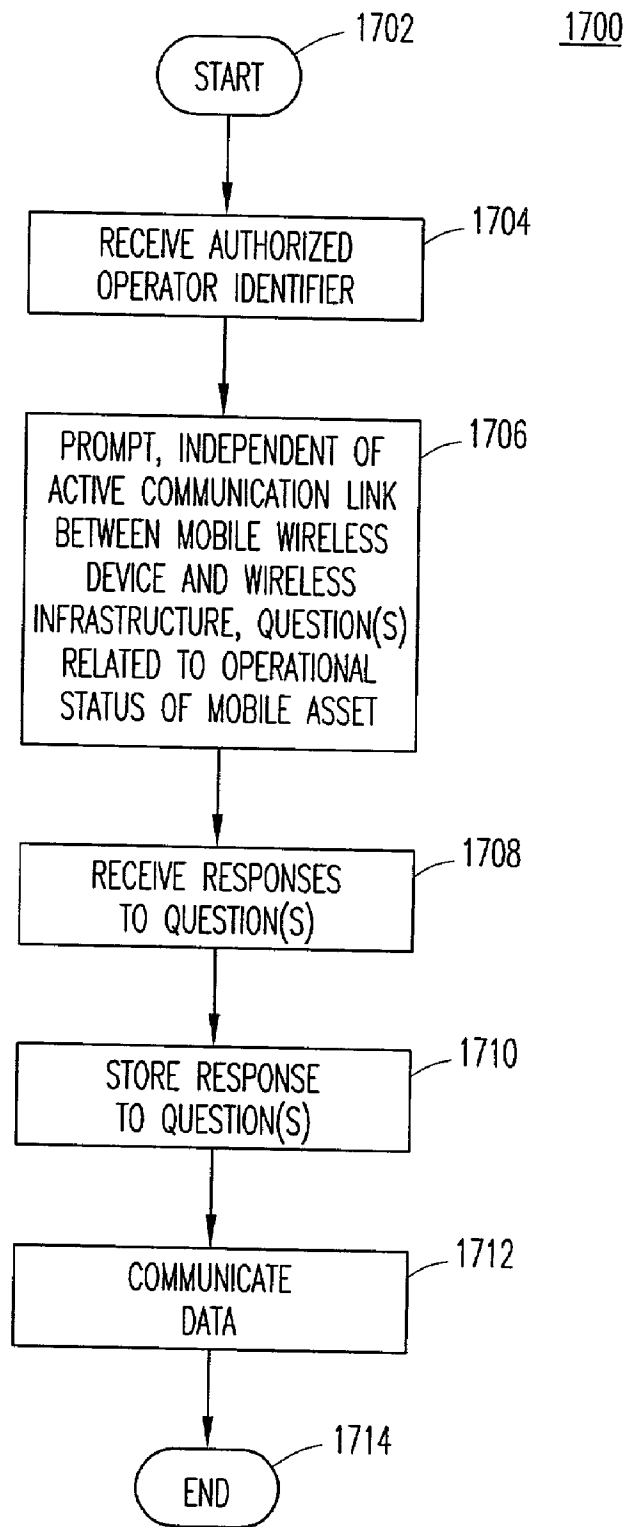 1700
1702
START
1704
RECEIVE AUTHORIZED
OPERATOR IDENTIFIER
1706
PROMPT, INDEPENDENT OF
ACTIVE COMMUNICATION LINK
BETWEEN MOBILE WIRELESS
DEVICE AND WIRELESS
INFRASTRUCTURE, QUESTION(S)
RELATED TO OPERATIONAL
STATUS OF MOBILE ASSET
1708
RECEIVE RESPONSES
TO QUESTION(S)
1710
STORE RESPONSE
TO QUESTION(S)
1712
COMMUNICATE
DATA
1714
END